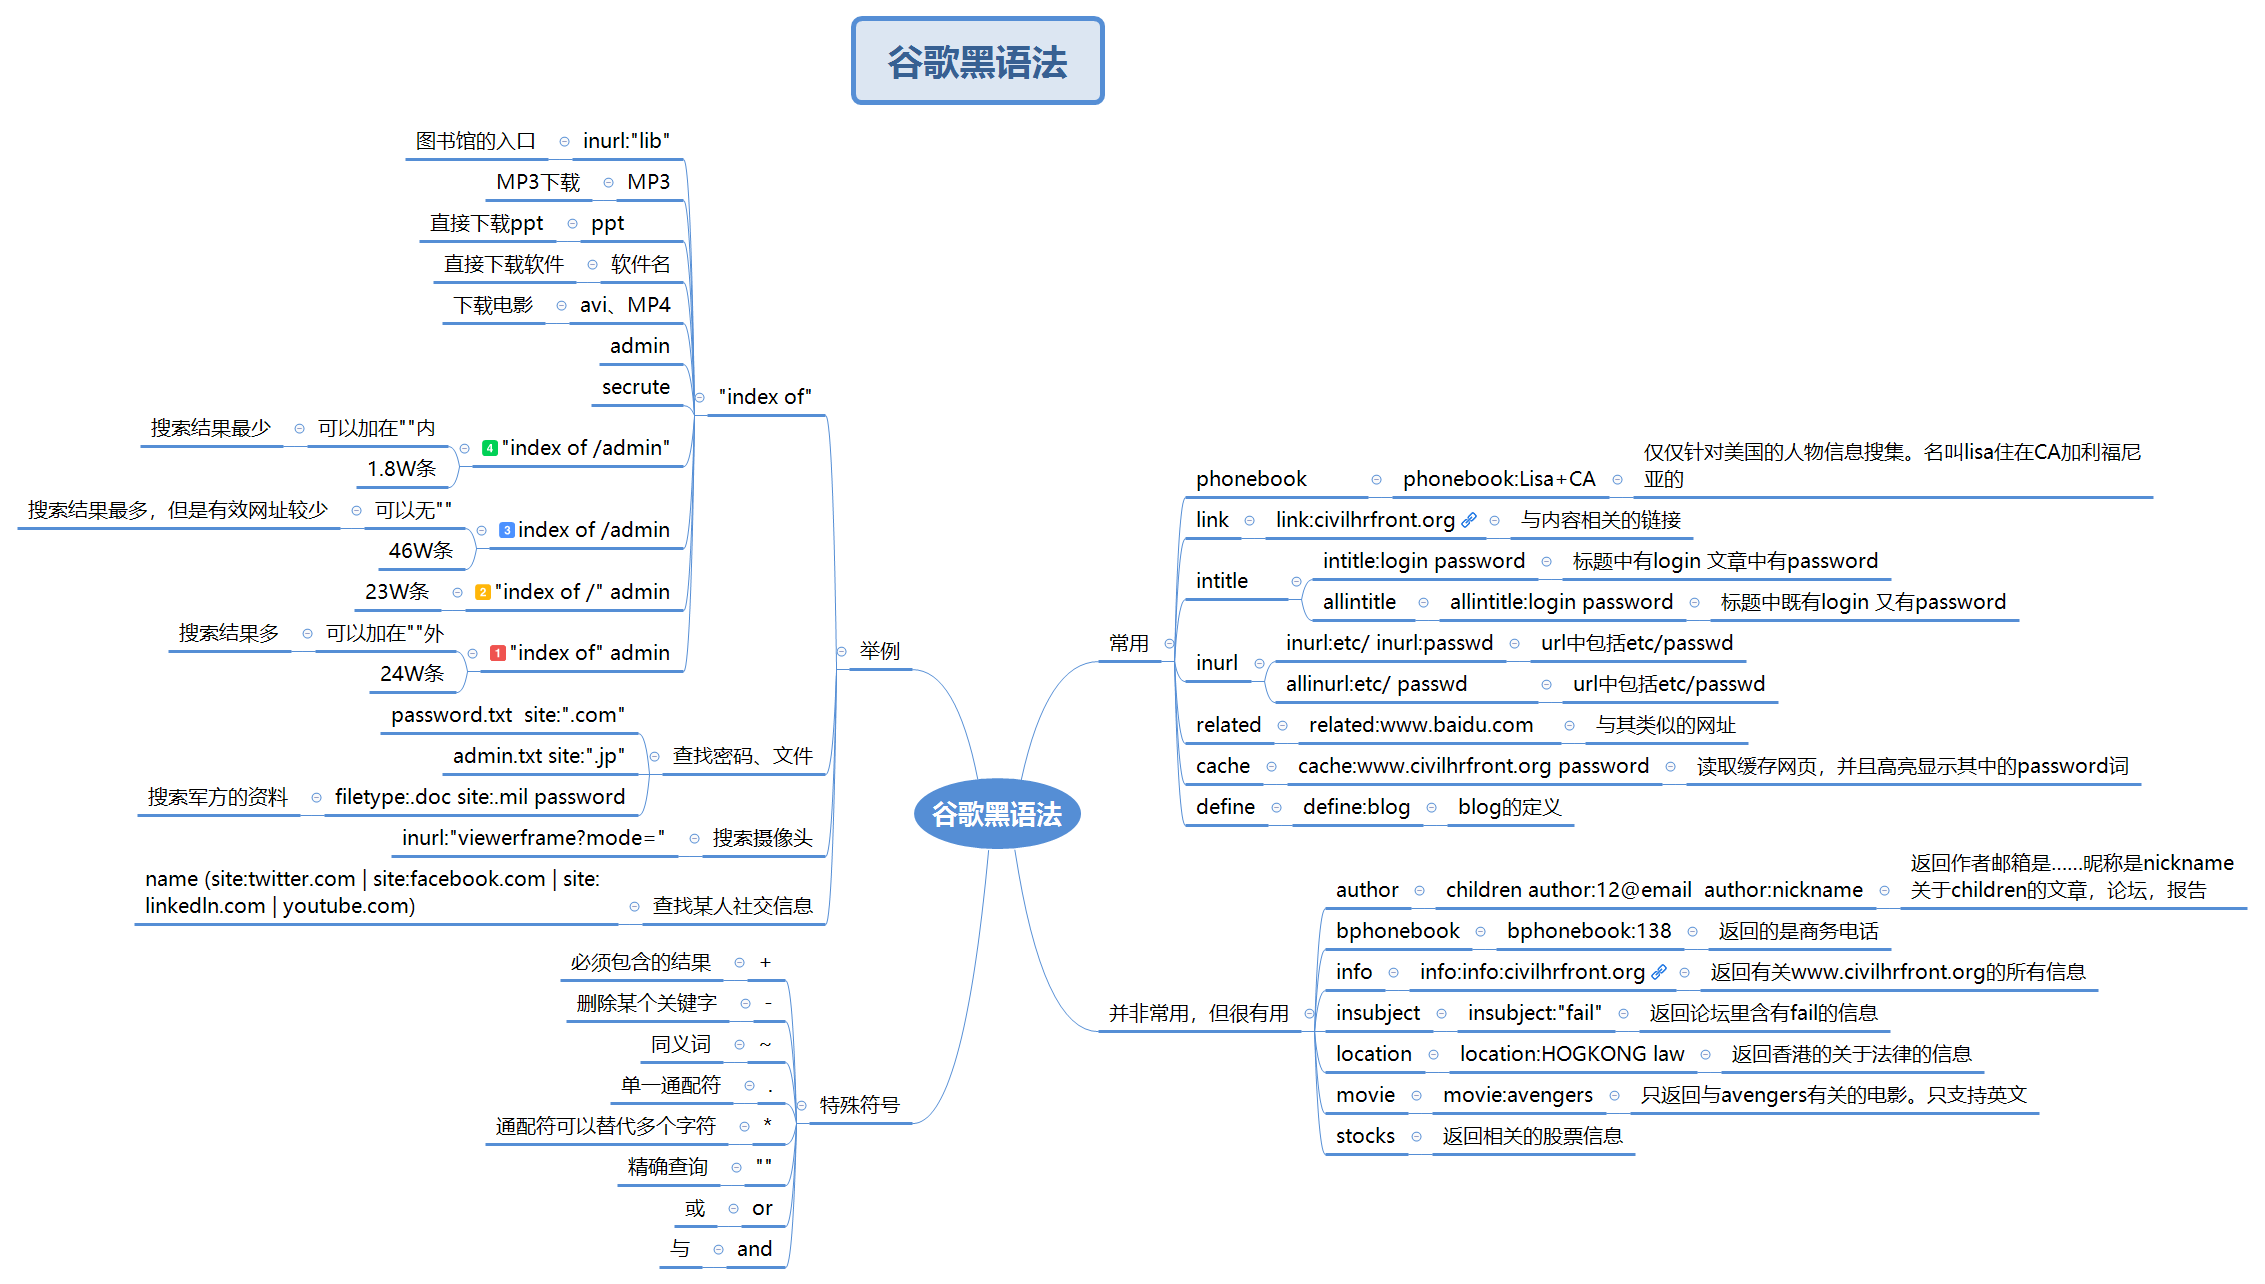 谷歌黑语法
图书馆的入口 inurl:"lib"
MP3下载 MP3
直接下载ppt ppt
直接下载软件 软件名
下载电影 avi、MP4
admin
secrute
"index of"
搜索结果最少 可以加在""内
4 "index of /admin"
1.8W条
搜索结果最多，但是有效网址较少 可以无""
3 index of /admin
46W条
23W条 2 "index of /" admin
搜索结果多 可以加在""外
1 "index of" admin
24W条
举例
password.txt  site:".com"
admin.txt site:".jp"
查找密码、文件
搜索军方的资料 filetype:.doc site:.mil password
inurl:"viewerframe?mode=" 搜索摄像头
name (site:twitter.com | site:facebook.com | site:
linkedln.com | youtube.com)
查找某人社交信息
必须包含的结果 +
删除某个关键字 -
同义词 ~
单一通配符 .
特殊符号
通配符可以替代多个字符 *
精确查询 ""
或 or
与 and
谷歌黑语法
常用
phonebook phonebook:Lisa+CA
仅仅针对美国的人物信息搜集。名叫lisa住在CA加利福尼
亚的
link link:civilhrfront.org 与内容相关的链接
intitle
intitle:login password 标题中有login 文章中有password
allintitle allintitle:login password 标题中既有login 又有password
inurl
inurl:etc/ inurl:passwd url中包括etc/passwd
allinurl:etc/ passwd url中包括etc/passwd
related related:www.baidu.com 与其类似的网址
cache cache:www.civilhrfront.org password 读取缓存网页，并且高亮显示其中的password词
define define:blog blog的定义
并非常用，但很有用
author children author:12@email  author:nickname
返回作者邮箱是......昵称是nickname
关于children的文章，论坛，报告
bphonebook bphonebook:138 返回的是商务电话
info info:info:civilhrfront.org 返回有关www.civilhrfront.org的所有信息
insubject insubject:"fail" 返回论坛里含有fail的信息
location location:HOGKONG law 返回香港的关于法律的信息
movie movie:avengers 只返回与avengers有关的电影。只支持英文
stocks 返回相关的股票信息